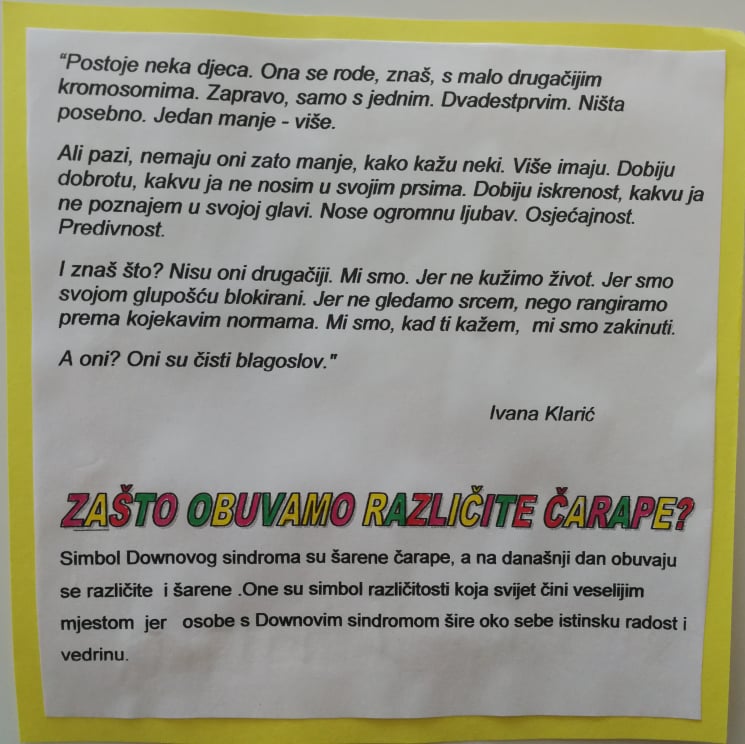 “Postoje neka djeca. Ona se rode, znaš, s malo drugačijim
kromosomima. Zapravo, samo s jednim. Dvadestprvim. Ništa
posebno. Jedan manje - više.
Ali pazi, nemaju oni zato manje, kako kažu neki. Više imaju. Dobiju
dobrotu, kakvu ja ne nosim u svojim prsima. Dobiju iskrenost, kakvu ja
ne poznajem u svojoj glavi. Nose ogromnu ljubav. Osjećajnost.
Predivnost.
I znaš što? Nisu oni drugačiji. Mi smo. Jer ne kužimo život. Jer smo
svojom glupošću blokirani. Jer ne gledamo srcem, nego rangiramo
prema kojekavim normama. Mi smo, kad ti kažem, mi smo zakinuti.
A oni? Oni su čisti blagoslov."
Ivana Klarić
ZAŠTO OBUVAMO RAZLIČITE ČARAPE?
Simbol Downovog sindroma su šarene čarape, a na današnji dan obuvaju
se različite i šarene .One su simbol različitosti koja svijet čini veselijim
mjestom jer osobe s Downovim sindromom šire oko sebe istinsku radost i
vedrinu.